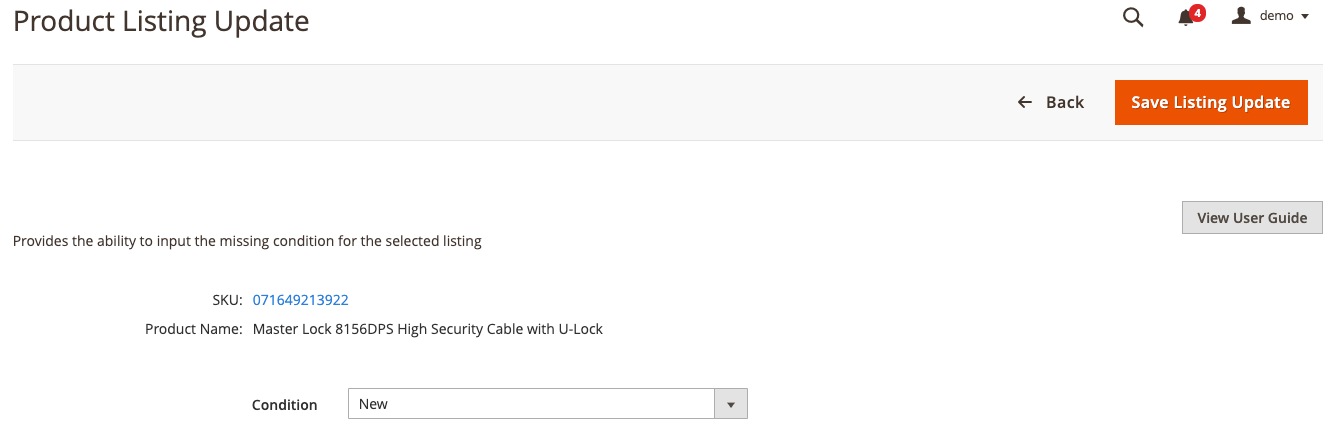 Product Listing Update
4
demo
Back
Save Listing Update
View User Guide
Provides the ability to input the missing condition for the selected listing
SKU: 071649213922
Product Name: Master Lock 8156DPS High Security Cable with U-Lock
Condition New